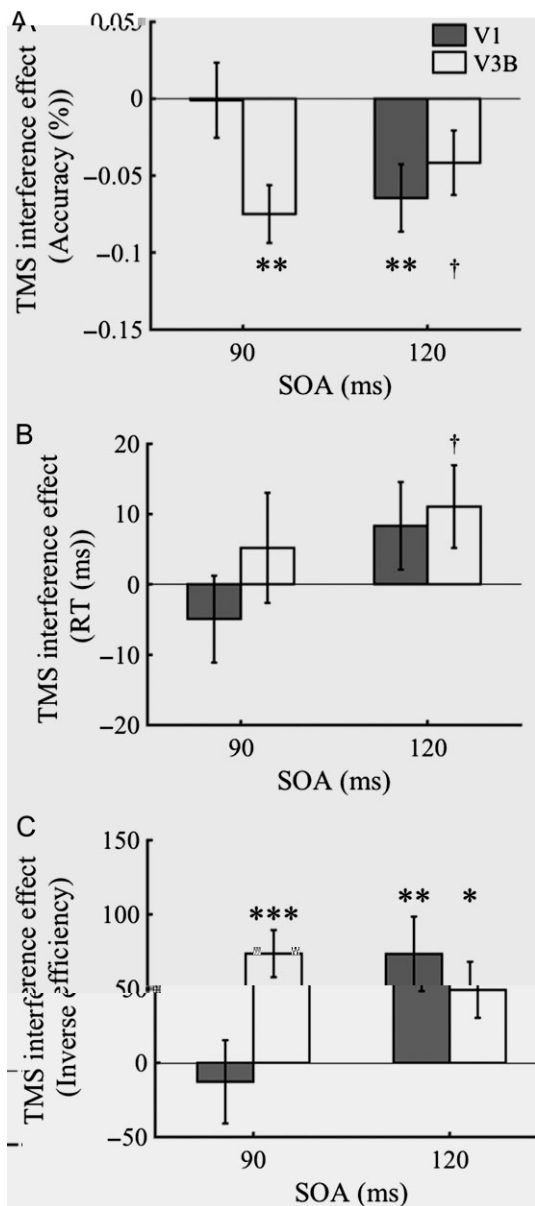 A
TMS interference effect
(Accuracy (%))
0.05
0
−0.05
−0.1
−0.15
V1
V3B
** ** †
90 120
SOA (ms)
B
TMS interference effect
(RT (ms))
20
10
0
−10
−20
†
90 120
SOA (ms)
C
TMS interference effect
(Inverse efficiency)
150
100
50
0
−50
*** ** *
90 120
SOA (ms)